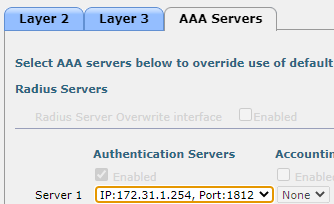 Layer 2 Layer 3 AAA Servers
Select AAA servers below to override use of default
Radius Servers
Radius Server Overwrite interface Enabled
Authentication Servers Accountin
Enabled Enabled
Server 1 IP:172.31.1.254, Port:1812 None